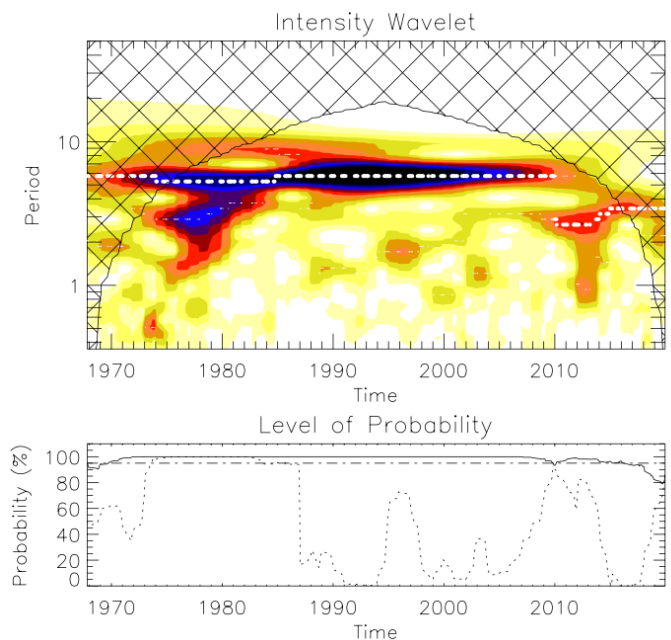 Intensity Wavelet
10
1
Period
1970 1980 1990 2000 2010
Time
Level of Probability
100
80
60
40
20
0
Probability (%)
1970 1980 1990 2000 2010
Time